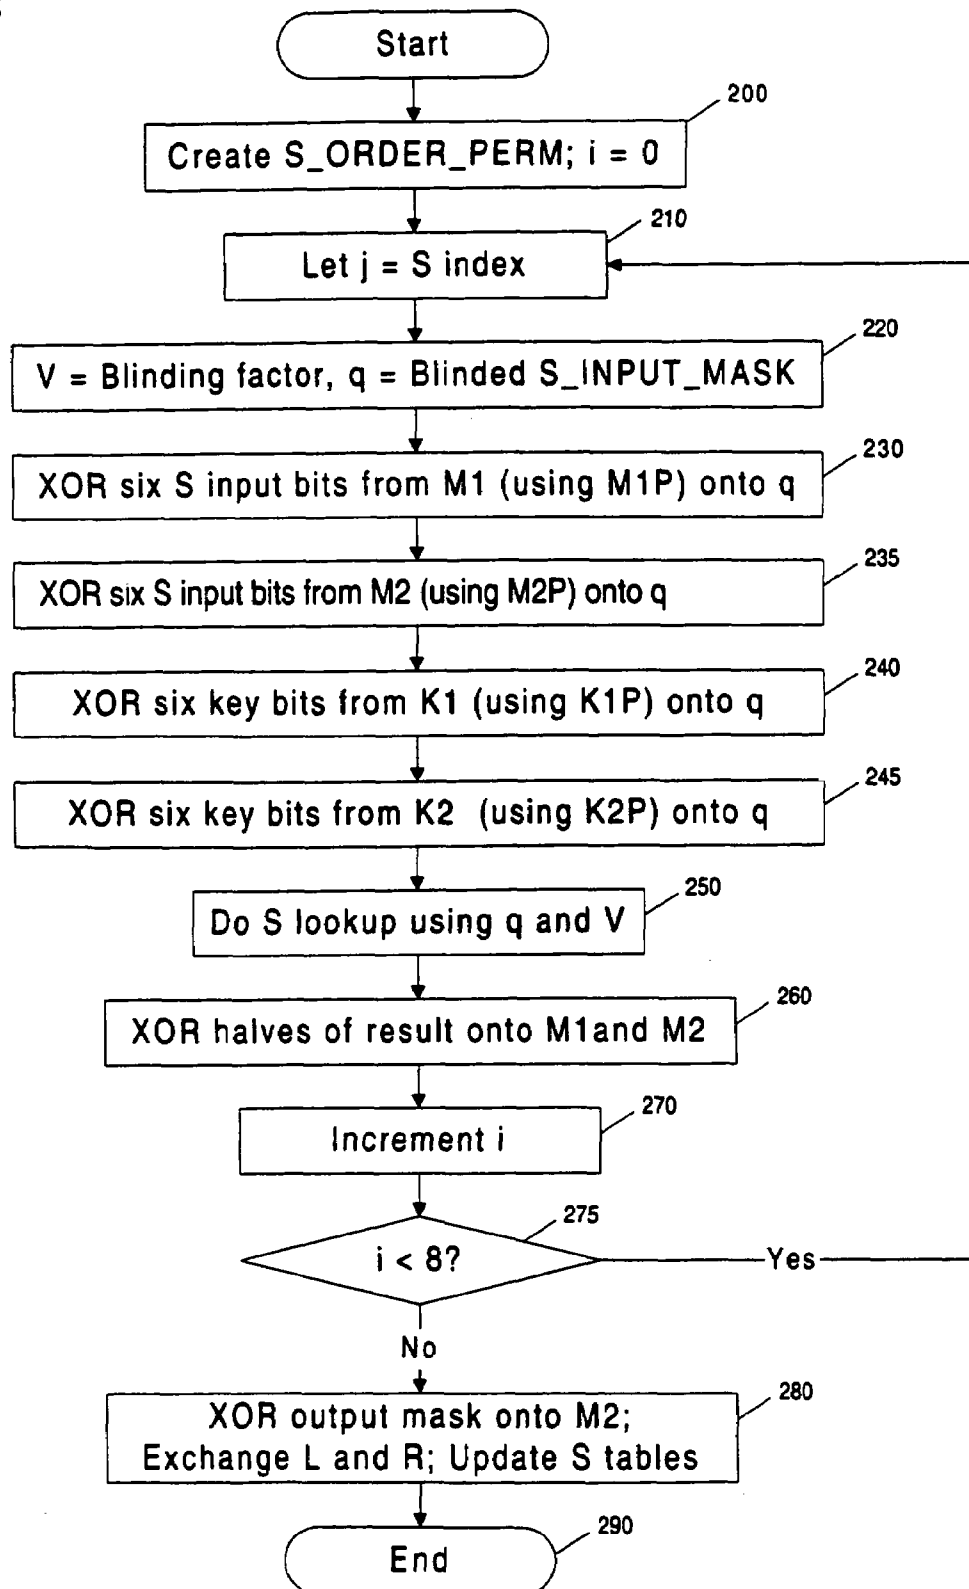 Start
200
Create S_ORDER_PERM; i = 0
210
Let j = S index
220
V = Blinding factor, q = Blinded S_INPUT_MASK
230
XOR six S input bits from M1 (using M1P) onto q
235
XOR six S input bits from M2 (using M2P) onto q
240
XOR six key bits from K1 (using K1P) onto q
245
XOR six key bits from K2 (using K2P) onto q
250
Do S lookup using q and V
260
XOR halves of result onto M1and M2
270
Increment i
275
i < 8?
Yes
No
280
XOR output mask onto M2;
Exchange L and R; Update S tables
290
End